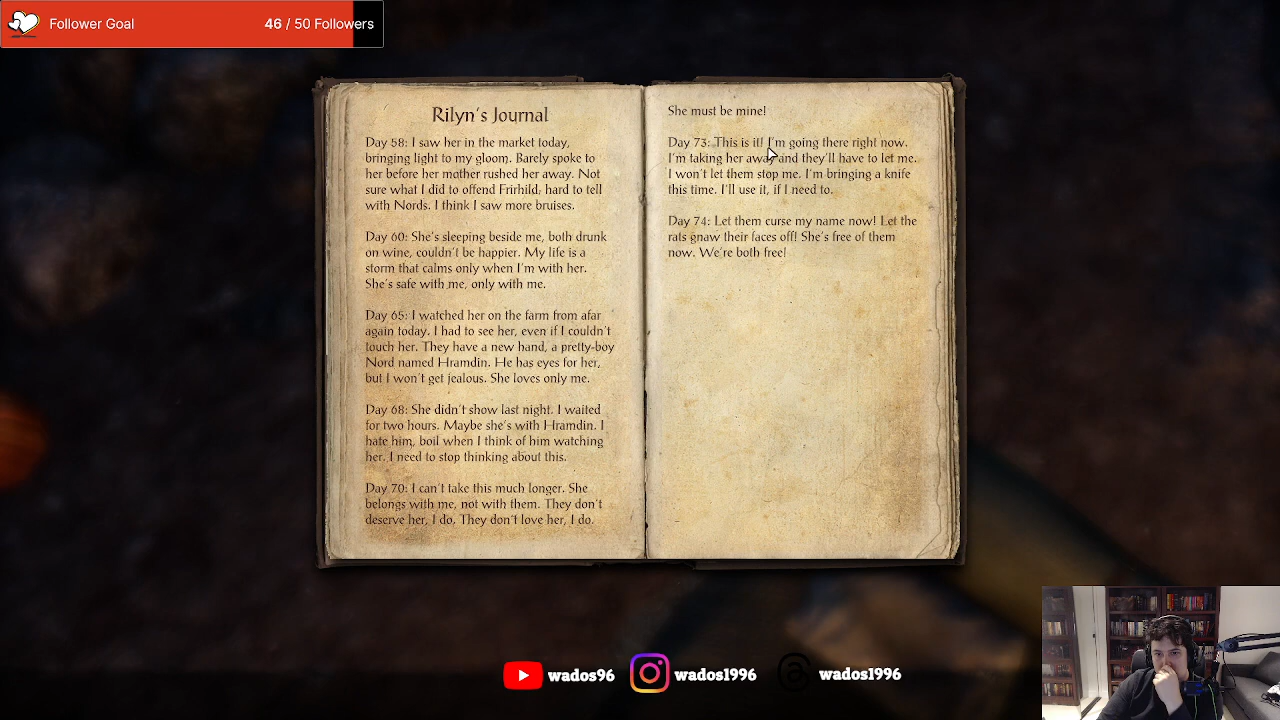 Follower Goal
46 / 50 Followers
Rilyn's Journal
Day 58: I saw her in the market today,
bringing light to my gloom. Barely spoke to
her before her mother rushed her away. Not
sure what I did to offend Frirhild, hard to tell
with Nords. I think I saw more bruises.
Day 60: She's sleeping beside me, both drunk
on wine, couldn't be happier. My life is a
storm that calms only when I'm with her.
She's safe with me, only with me.
Day 65: I watched her on the farm from afar
again today. I had to see her, even if I couldn't
touch her. They have a new hand, a pretty-boy
Nord named Hramdin. He has eyes for her,
but I won't get jealous. She loves only me.
Day 68: She didn't show last night. I waited
for two hours. Maybe she's with Hramdin. I
hate him, boil when I think of him watching
her. I need to stop thinking about this.
Day 70: I can't take this much longer. She
belongs with me, not with them. They don't
deserve her, I do. They don't love her, I do.
She must be mine!
Day 73: This is it! I'm going there right now.
I'm taking her away and they'll have to let me.
I won't let them stop me. I'm bringing a knife
this time. I'll use it, if I need to.
Day 74: Let them curse my name now! Let the
rats gnaw their faces off! She's free of them
now. We're both free!
wados96
wados1996
wados1996